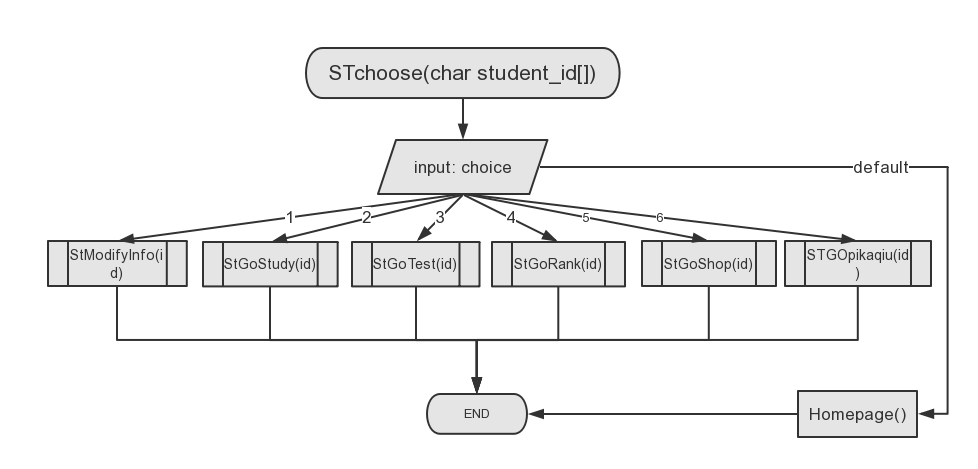 STchoose(char student_id[])
input: choice
default
1
2
3
4
5
6
StModifyInfo(i
d)
StGoStudy(id)
StGoTest(id)
StGoRank(id)
StGoShop(id)
STGOpikaqiu(id
)
END
Homepage()